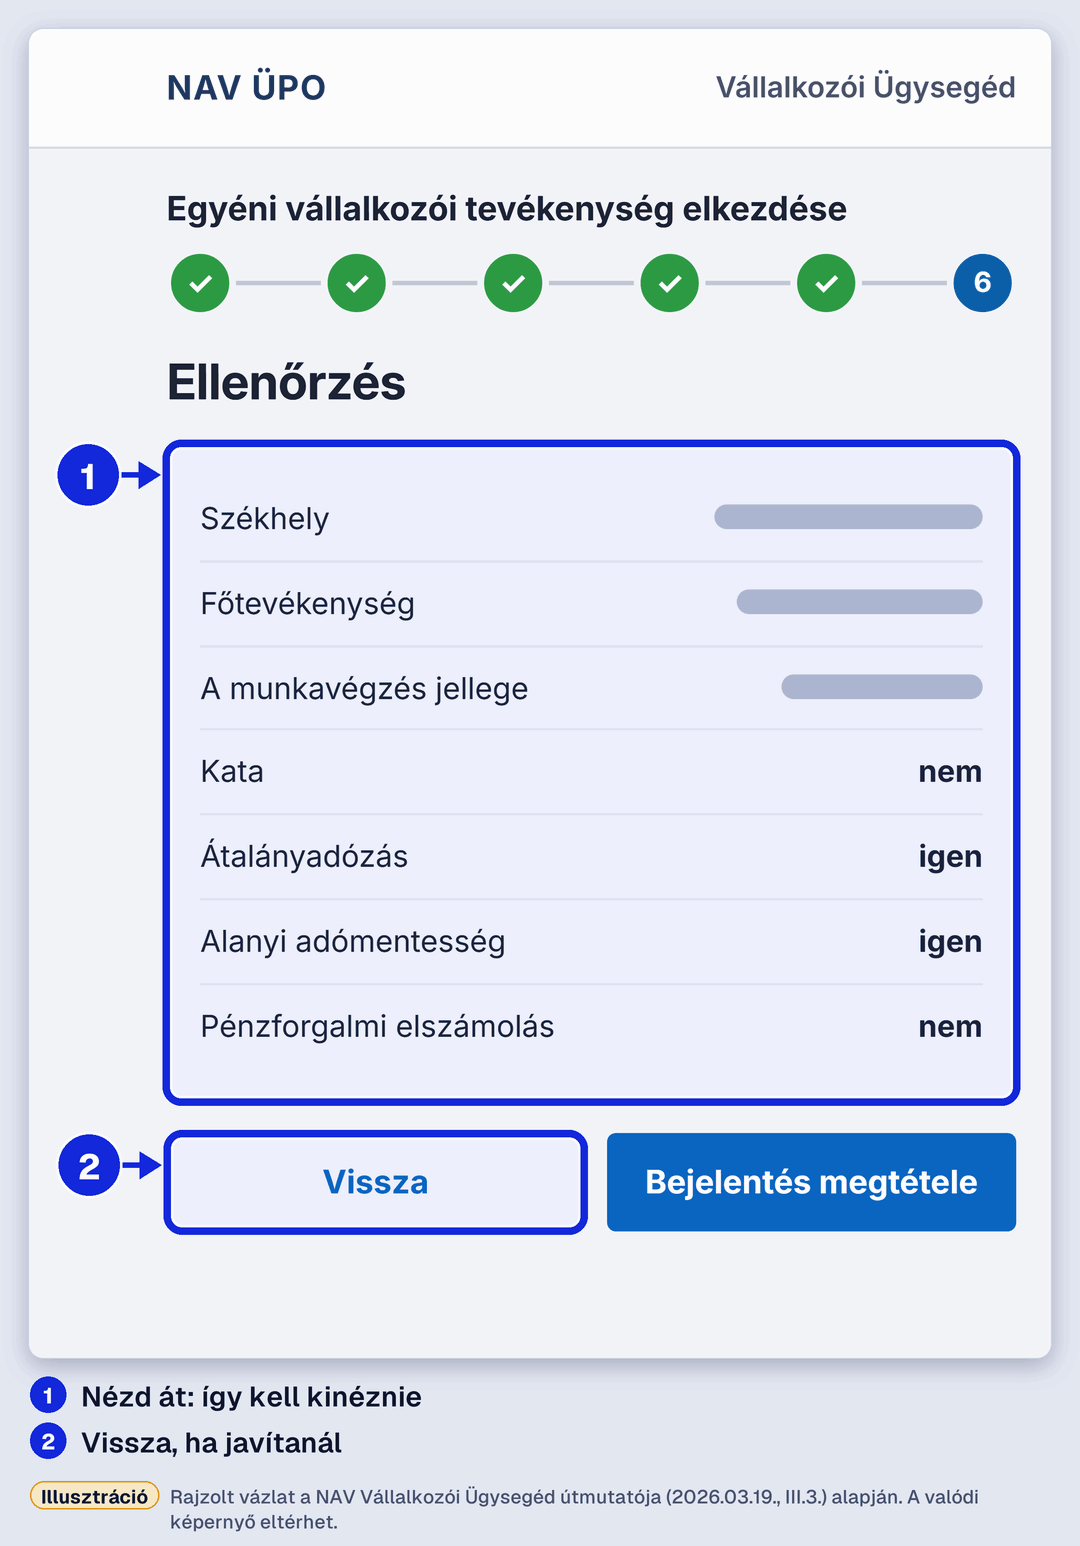 NAV ÜPO
Vállalkozói Ügysegéd
Egyéni vállalkozói tevékenység elkezdése
6
Ellenőrzés
1
Székhely
Főtevékenység
A munkavégzés jellege
Kata nem
Átalányadózás igen
Alanyi adómentesség igen
Pénzforgalmi elszámolás nem
2
Vissza
Bejelentés megtétele
1 Nézd át: így kell kinéznie
2 Vissza, ha javítanál
Illusztráció Rajzolt vázlat a NAV Vállalkozói Ügysegéd útmutatója (2026.03.19., III.3.) alapján. A valódi
képernyő eltérhet.